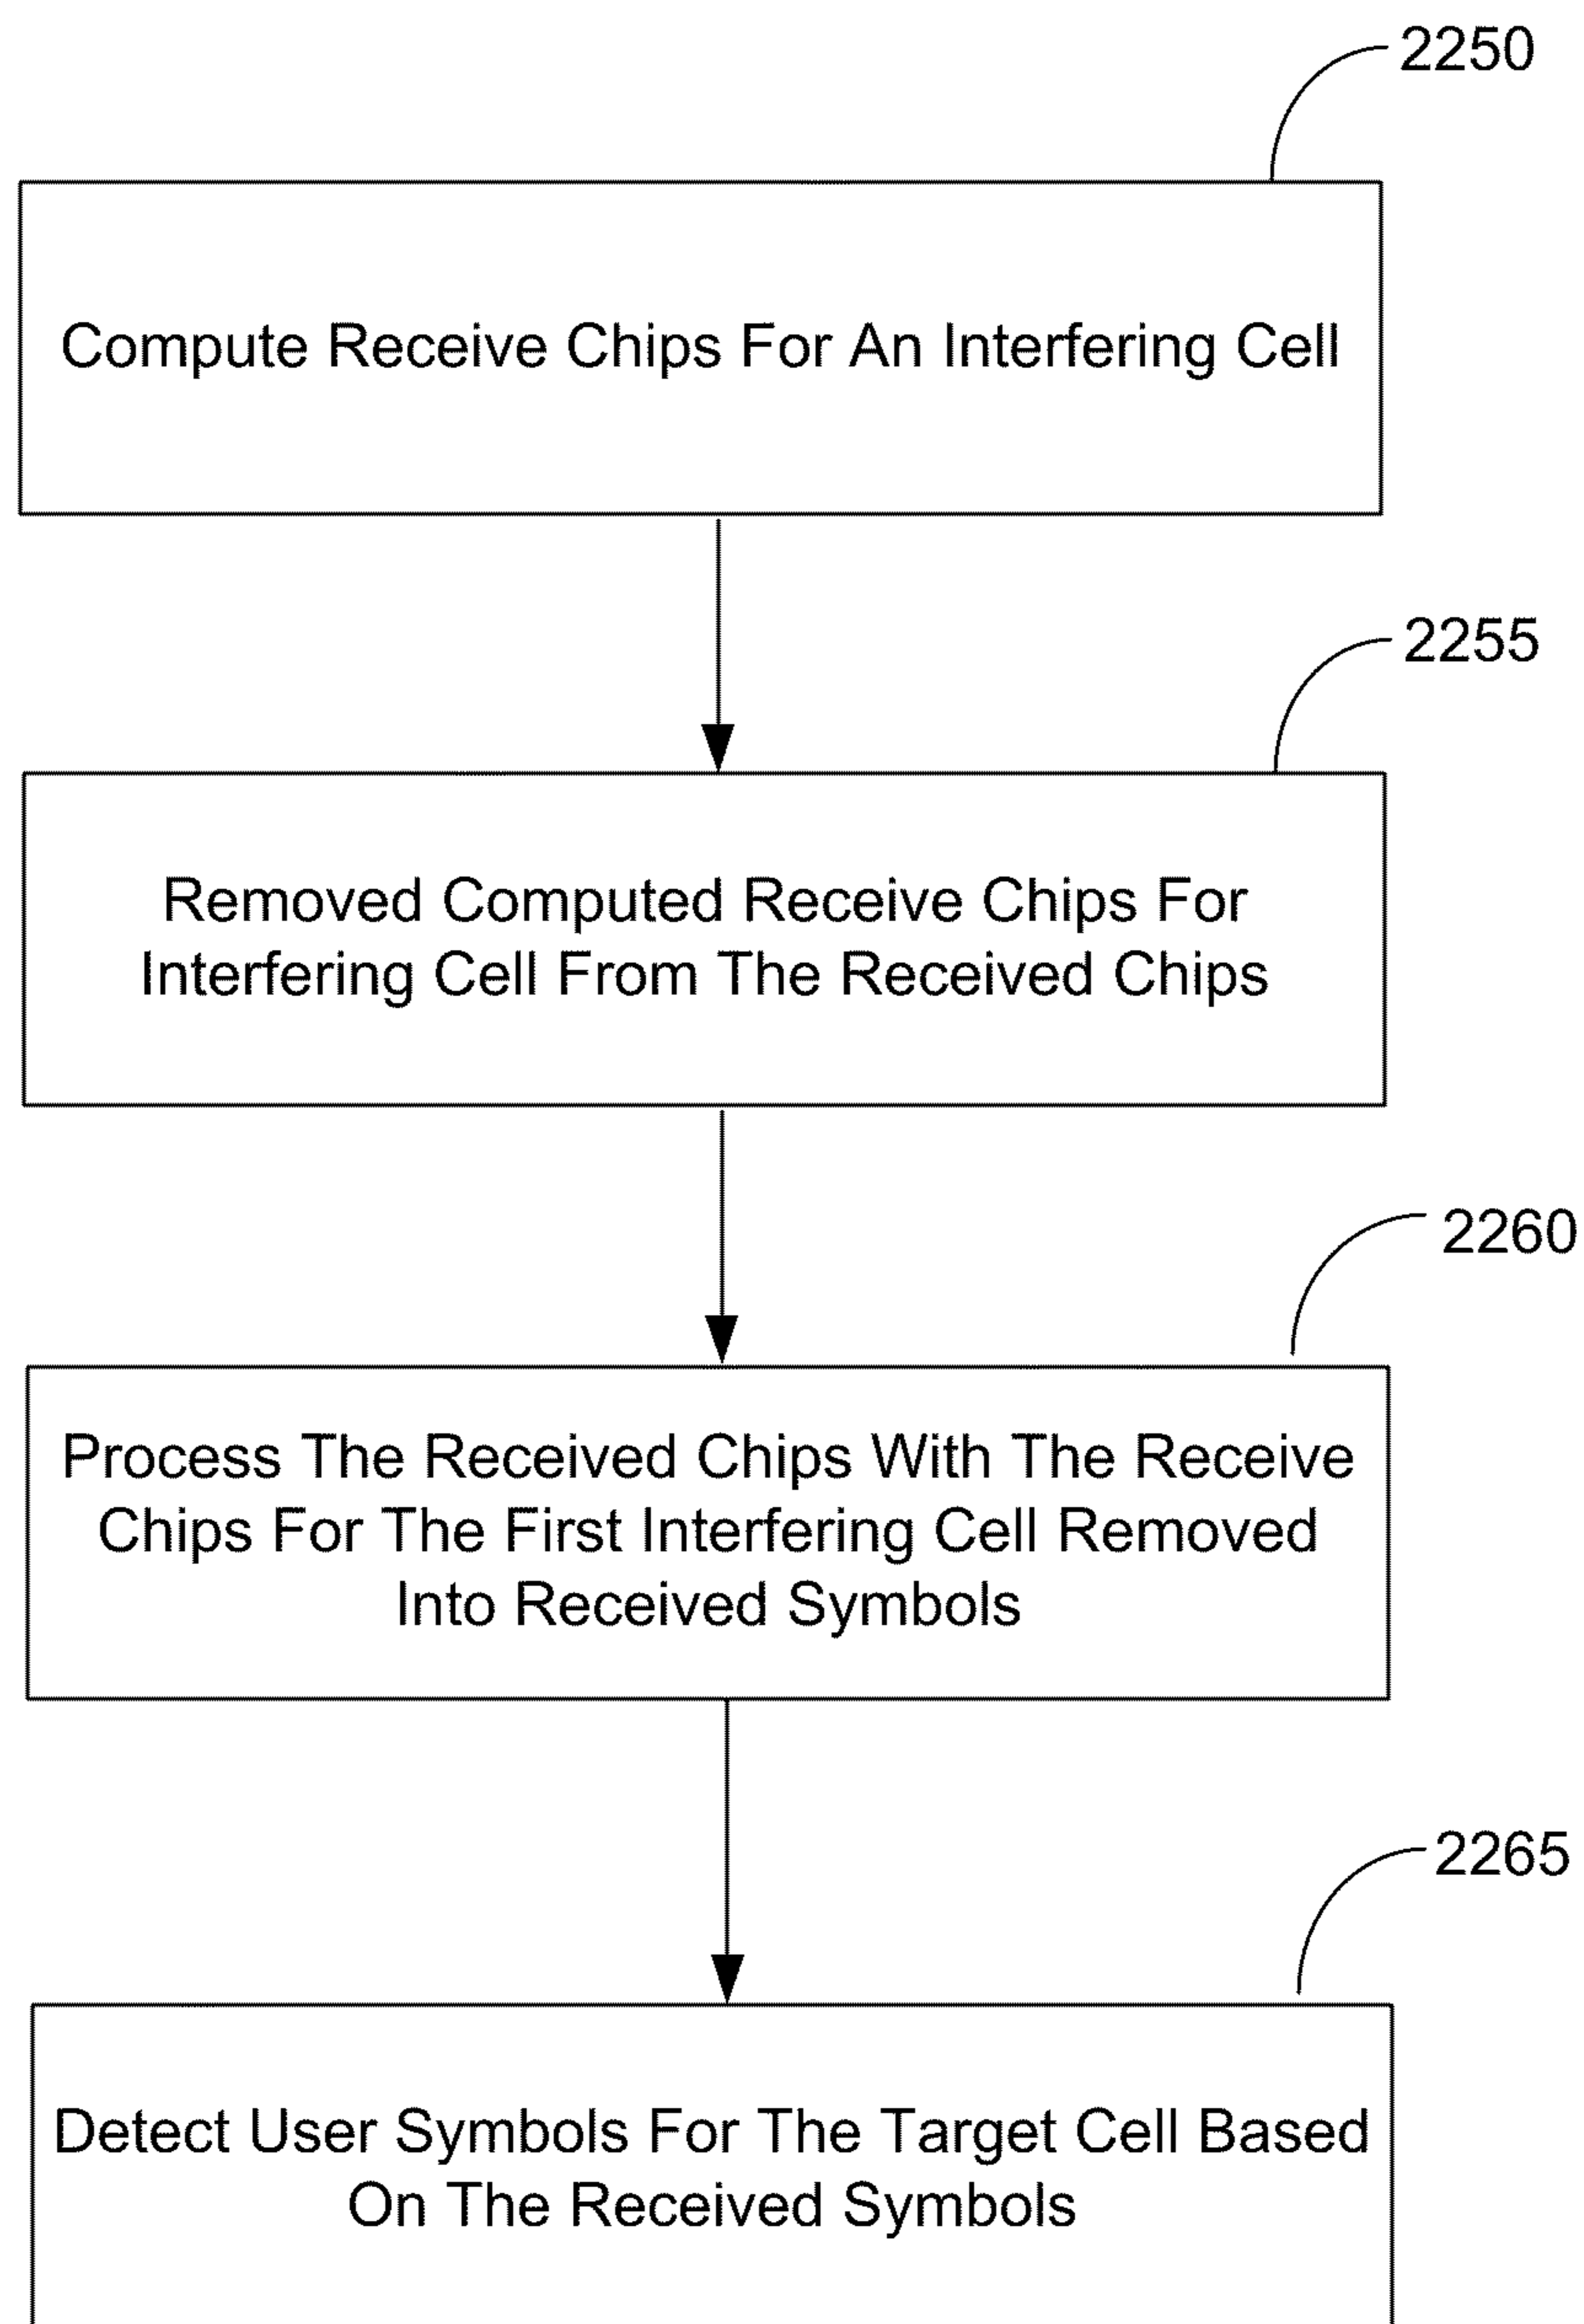 2250
Compute Receive Chips For An Interfering Cell
2255
Removed Computed Receive Chips For
Interfering Cell From The Received Chips
2260
Process The Received Chips With The Receive
Chips For The First Interfering Cell Removed
Into Received Symbols
2265
Detect User Symbols For The Target Cell Based
On The Received Symbols